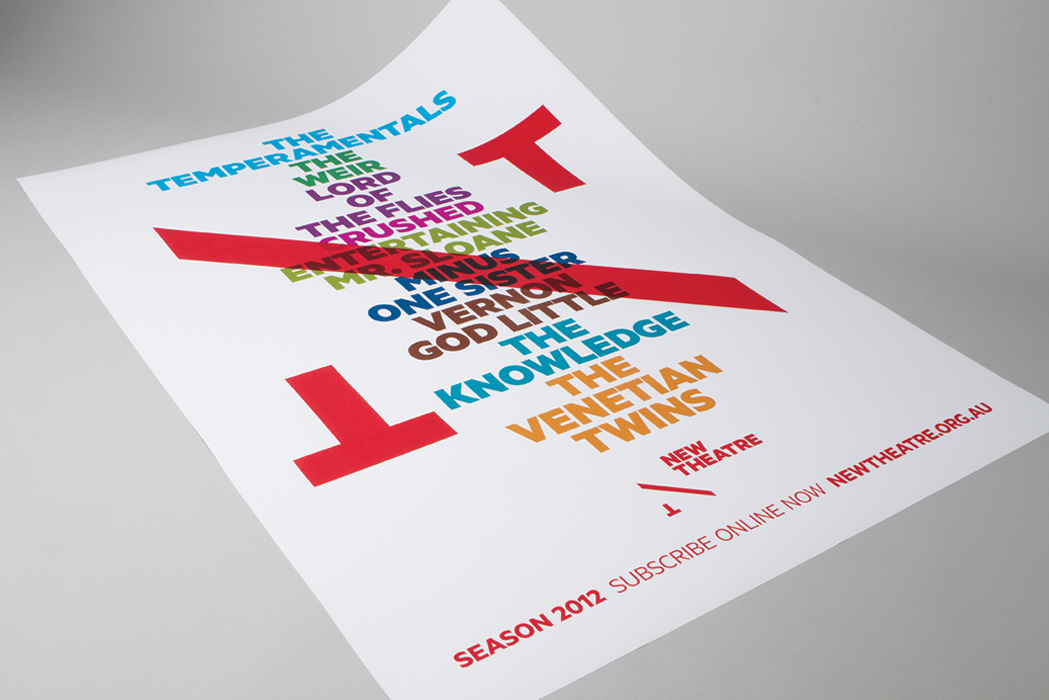 THE
TEMPERAMENTALS
THE
WEIR
LORD
OF
THE FLIES
CRUSHED
ENTERTAINING
MR. SLOANE
MINUS
ONE SISTER
VERNON
GOD LITTLE
THE
KNOWLEDGE
THE
VENETIAN
TWINS
NEW
THEATRE
SEASON 2012 SUBSCRIBE ONLINE NOW NEWTHEATRE.ORG.AU